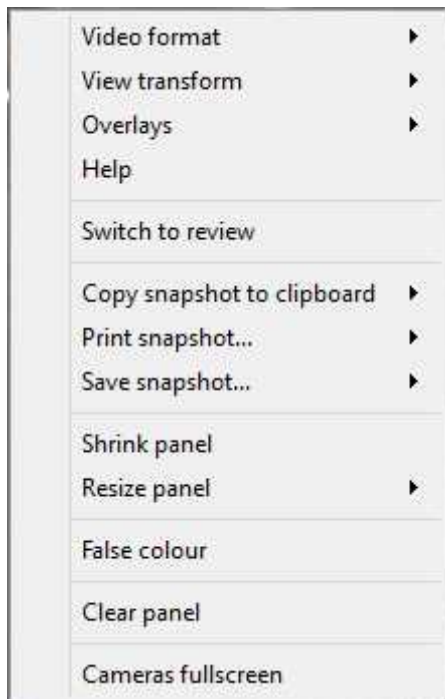 Video format
View transform
Overlays
Help
Switch to review
Copy snapshot to clipboard
Print snapshot...
Save snapshot...
Shrink panel
Resize panel
False colour
Clear panel
Cameras fullscreen